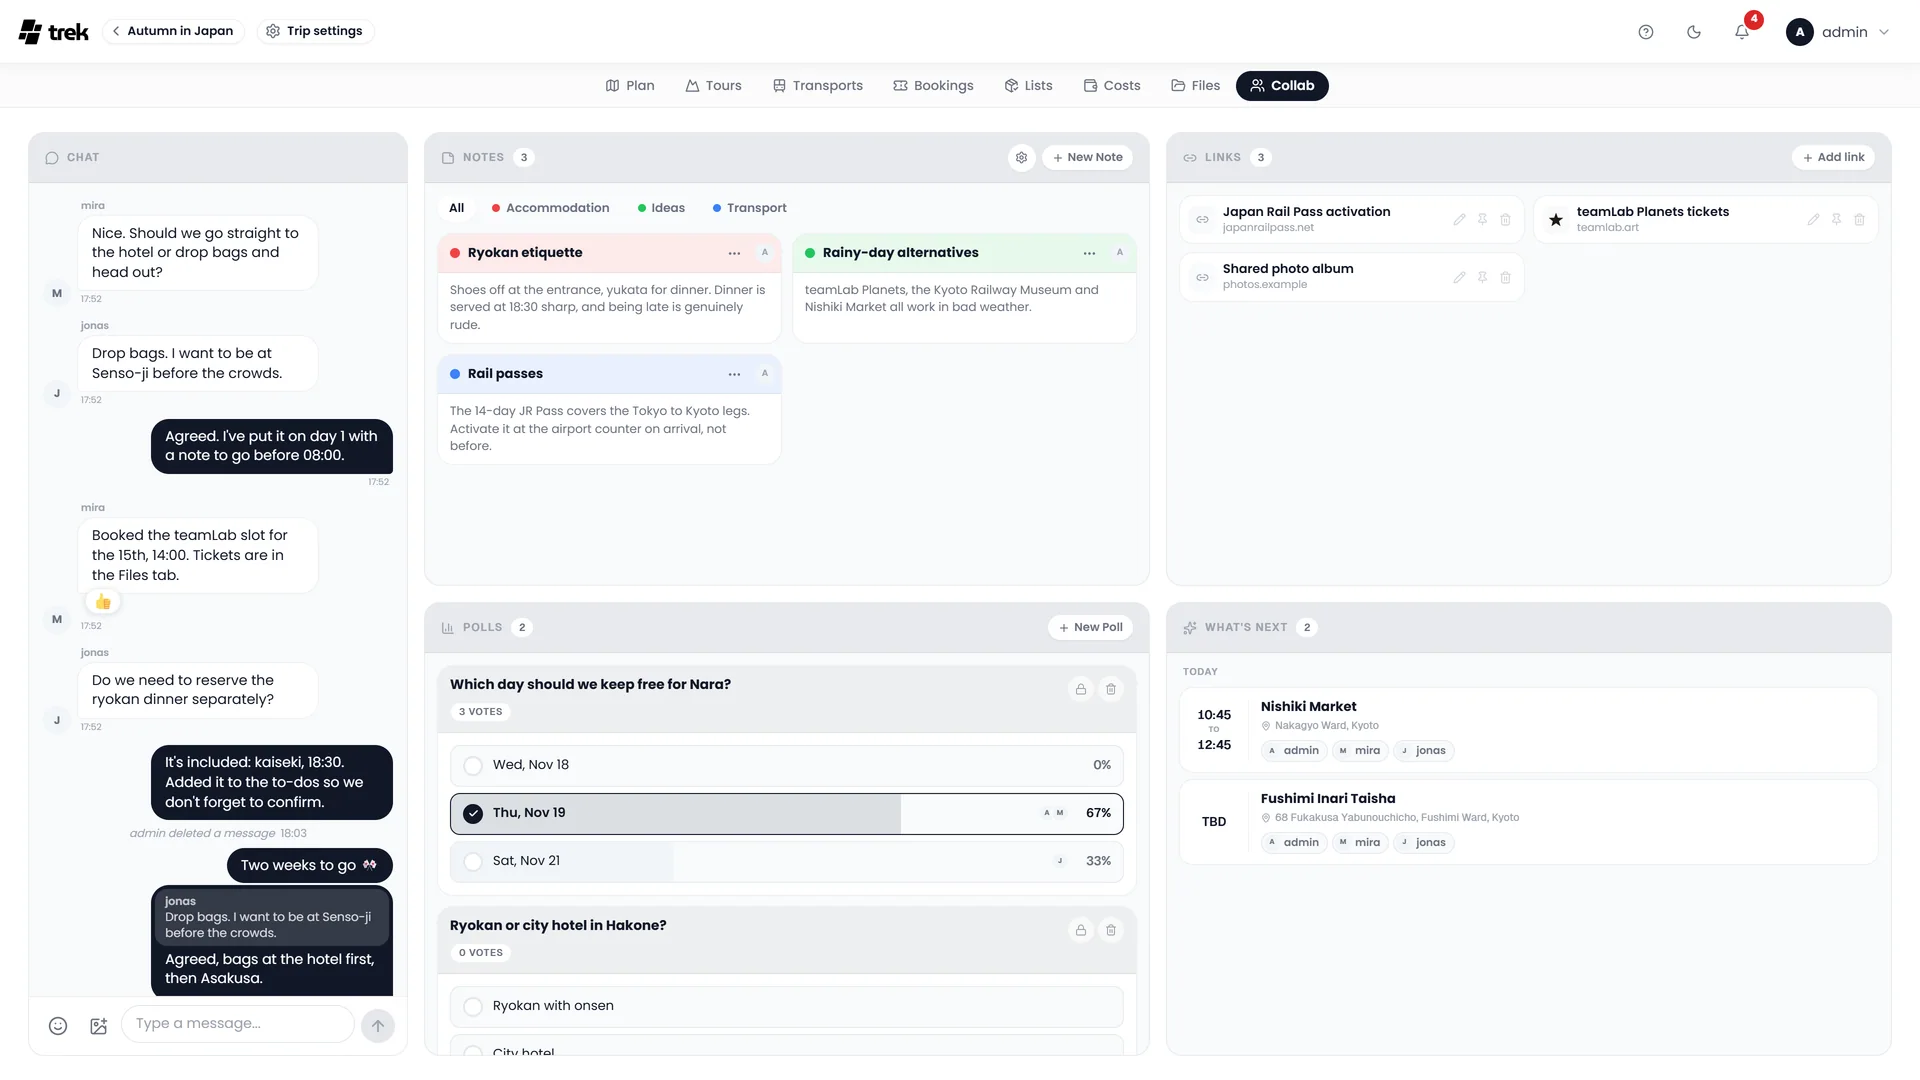 trek
Autumn in Japan
Trip settings
4
A
admin
Plan
Tours
Transports
Bookings
Lists
Costs
Files
Collab
CHAT
mira
Nice. Should we go straight to
the hotel or drop bags and
head out?
M
17:52
jonas
Drop bags. I want to be at
Senso-ji before the crowds.
J
17:52
Agreed. I've put it on day 1 with
a note to go before 08:00.
17:52
mira
Booked the teamLab slot for
the 15th, 14:00. Tickets are in
the Files tab.
M
17:52
jonas
Do we need to reserve the
ryokan dinner separately?
J
17:52
It's included: kaiseki, 18:30.
Added it to the to-dos so we
don't forget to confirm.
admin deleted a message 18:03
Two weeks to go
jonas
Drop bags. I want to be at Senso-ji
before the crowds.
Agreed, bags at the hotel first,
then Asakusa.
Type a message...
NOTES 3
+ New Note
All
Accommodation
Ideas
Transport
Ryokan etiquette
A
Shoes off at the entrance, yukata for dinner. Dinner is
served at 18:30 sharp, and being late is genuinely
rude.
Rainy-day alternatives
A
teamLab Planets, the Kyoto Railway Museum and
Nishiki Market all work in bad weather.
Rail passes
A
The 14-day JR Pass covers the Tokyo to Kyoto legs.
Activate it at the airport counter on arrival, not
before.
LINKS 3
+ Add link
Japan Rail Pass activation
japanrailpass.net
teamLab Planets tickets
teamlab.art
Shared photo album
photos.example
POLLS 2
+ New Poll
Which day should we keep free for Nara?
3 VOTES
Wed, Nov 18
0%
Thu, Nov 19
A M
67%
Sat, Nov 21
J
33%
Ryokan or city hotel in Hakone?
0 VOTES
Ryokan with onsen
City hotel
WHAT'S NEXT 2
TODAY
10:45
TO
12:45
Nishiki Market
Nakagyo Ward, Kyoto
A admin
M mira
J jonas
TBD
Fushimi Inari Taisha
68 Fukakusa Yabunouchicho, Fushimi Ward, Kyoto
A admin
M mira
J jonas